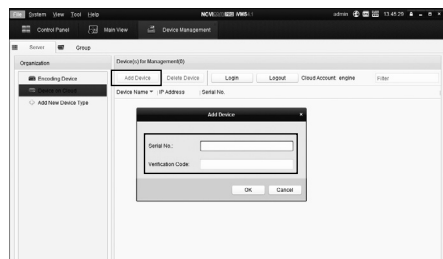 File System View Tool Help
admin 13:48:29
Control Panel Main View Device Management
Server Group
Organization
Device(s) for Management(0)
Encoding Device
Add New Device Type
Add Device Delete Device Login Logout Cloud Account: engine Filter
Device Name IP Address Serial No.
Add Device
Serial No.:
Verification Code:
OK Cancel